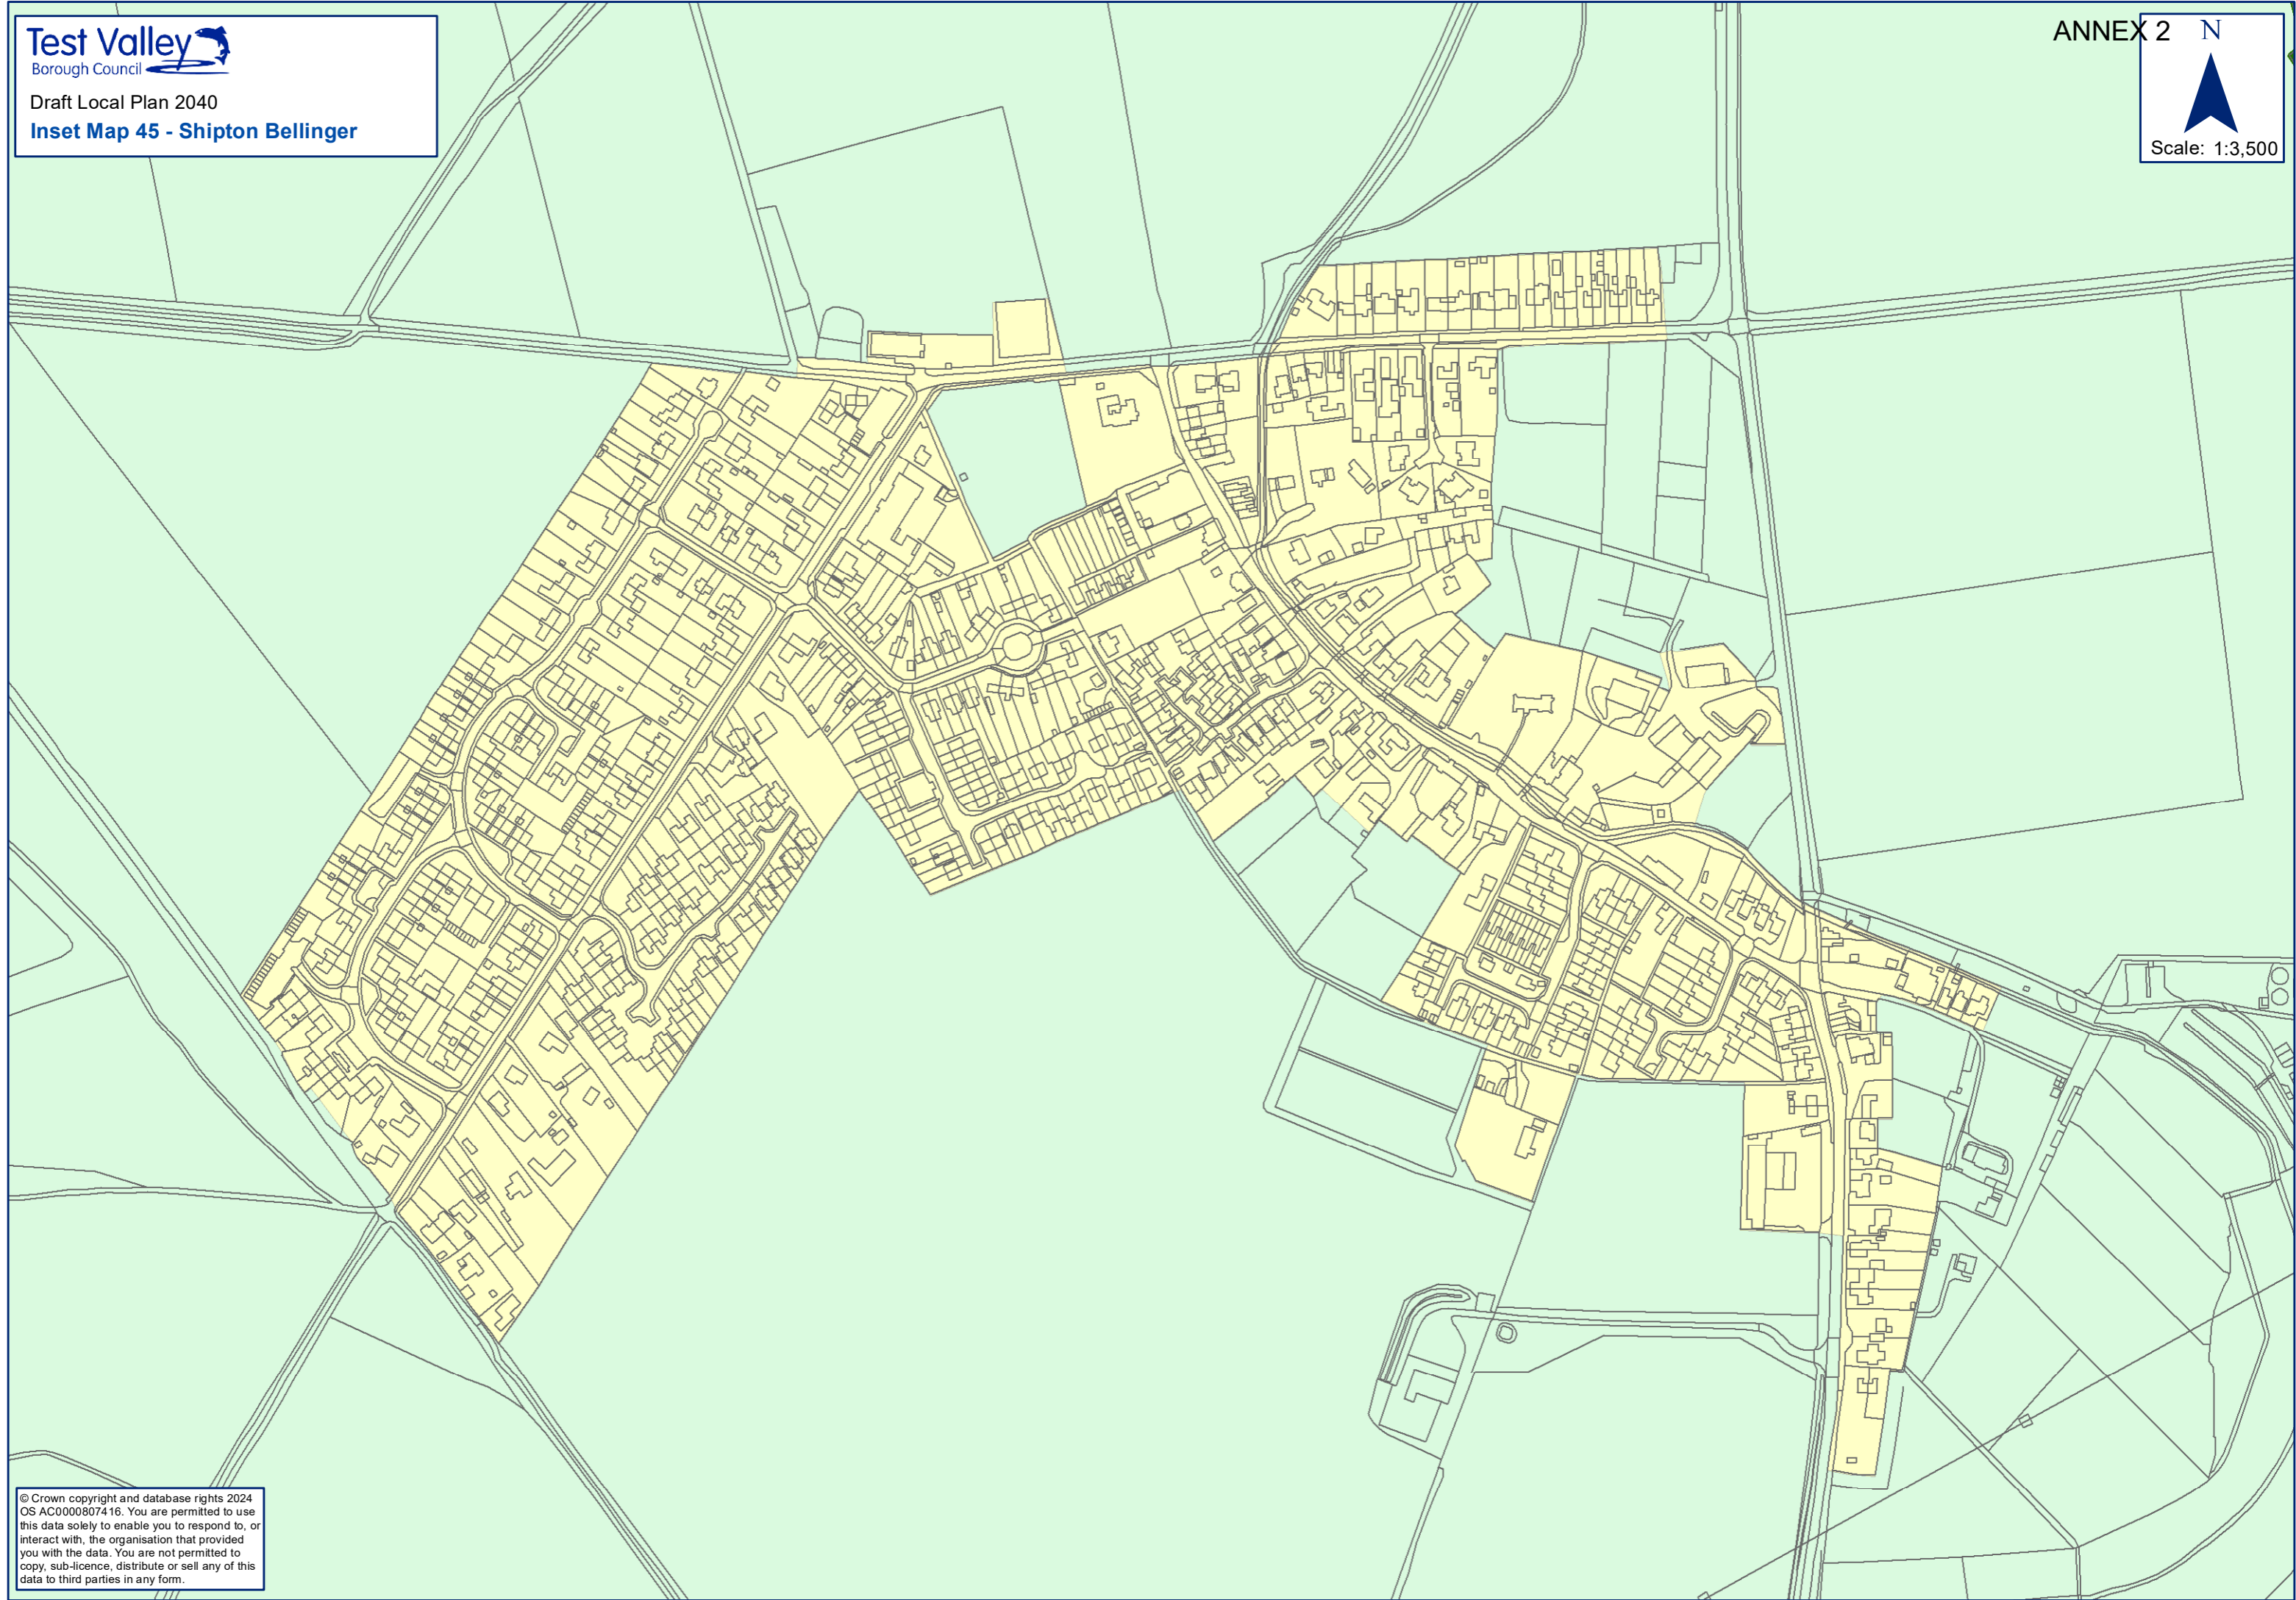 Test Valley
Borough Council
Draft Local Plan 2040
Inset Map 45 - Shipton Bellinger
ANNEX 2
N
Scale: 1:3,500
© Crown copyright and database rights 2024
OS AC0000807416. You are permitted to use
this data solely to enable you to respond to, or
interact with, the organisation that provided
you with the data. You are not permitted to
copy, sub-licence, distribute or sell any of this
data to third parties in any form.